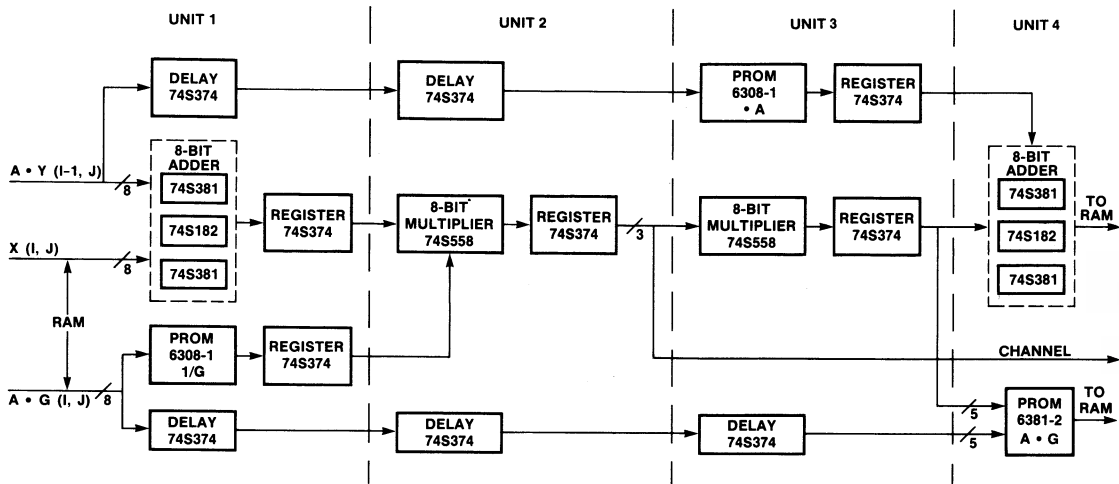 UNIT 1
UNIT 2
UNIT 3
UNIT 4
DELAY
74S374
DELAY
74S374
PROM
6308-1
• A
REGISTER
74S374
A • Y (I-1, J)
8
8-BIT
ADDER
74S381
74S182
74S381
REGISTER
74S374
8-BIT
MULTIPLIER
74S558
REGISTER
74S374
3
8-BIT
MULTIPLIER
74S558
REGISTER
74S374
8-BIT
ADDER
74S381
74S182
74S381
TO
RAM
X (I, J)
8
RAM
PROM
6308-1
1/G
REGISTER
74S374
CHANNEL
A • G (I, J)
8
DELAY
74S374
DELAY
74S374
DELAY
74S374
5
5
PROM
6381-2
A • G
TO
RAM